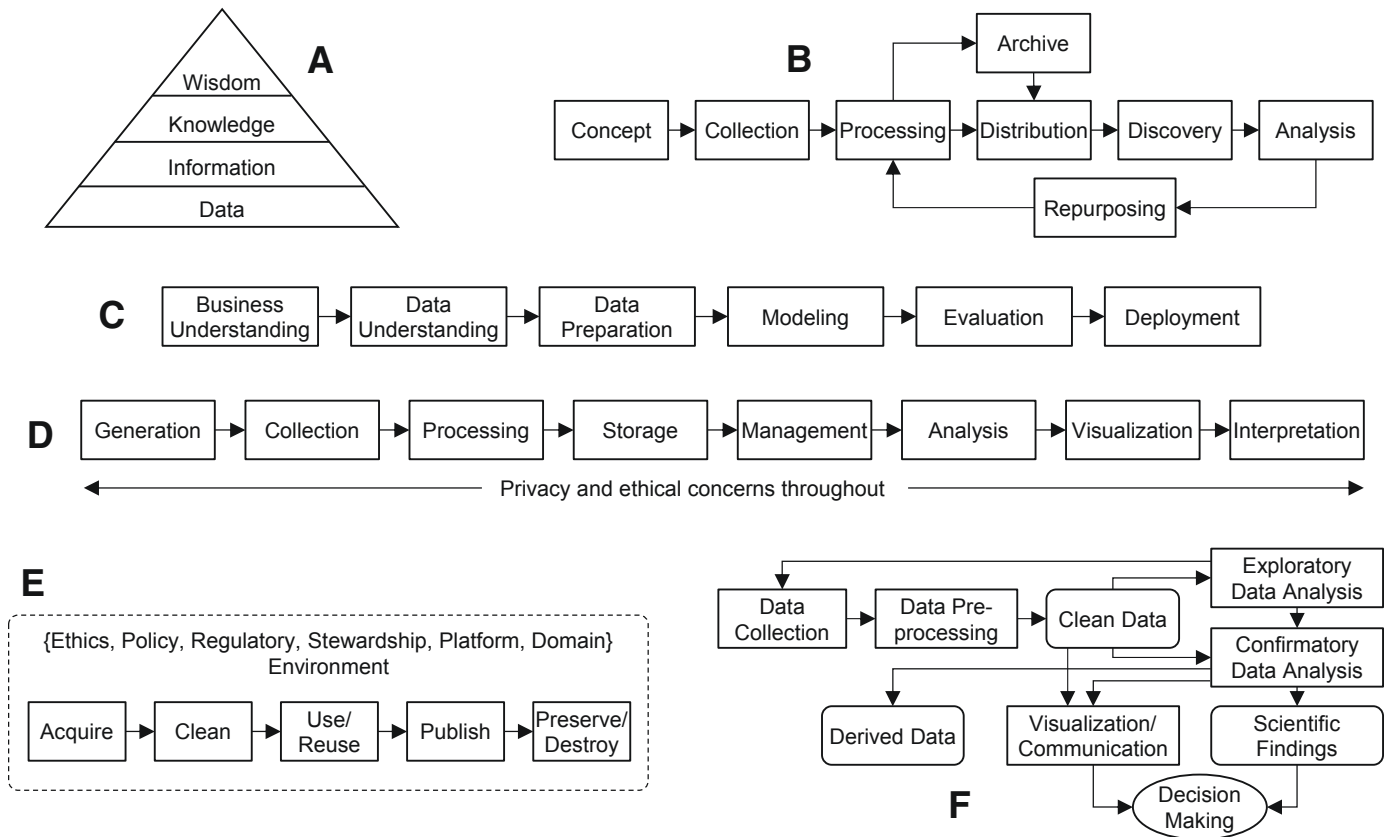 A
Wisdom
Knowledge
Information
Data
B
Archive
Concept
Collection
Processing
Distribution
Discovery
Analysis
Repurposing
C
Business
Understanding
Data
Understanding
Data
Preparation
Modeling
Evaluation
Deployment
D
Generation
Collection
Processing
Storage
Management
Analysis
Visualization
Interpretation
Privacy and ethical concerns throughout
E
{Ethics, Policy, Regulatory, Stewardship, Platform, Domain}
Environment
Acquire
Clean
Use/
Reuse
Publish
Preserve/
Destroy
Exploratory
Data Analysis
Data
Collection
Data Pre-
processing
Clean Data
Confirmatory
Data Analysis
Derived Data
Visualization/
Communication
Scientific
Findings
F
Decision
Making